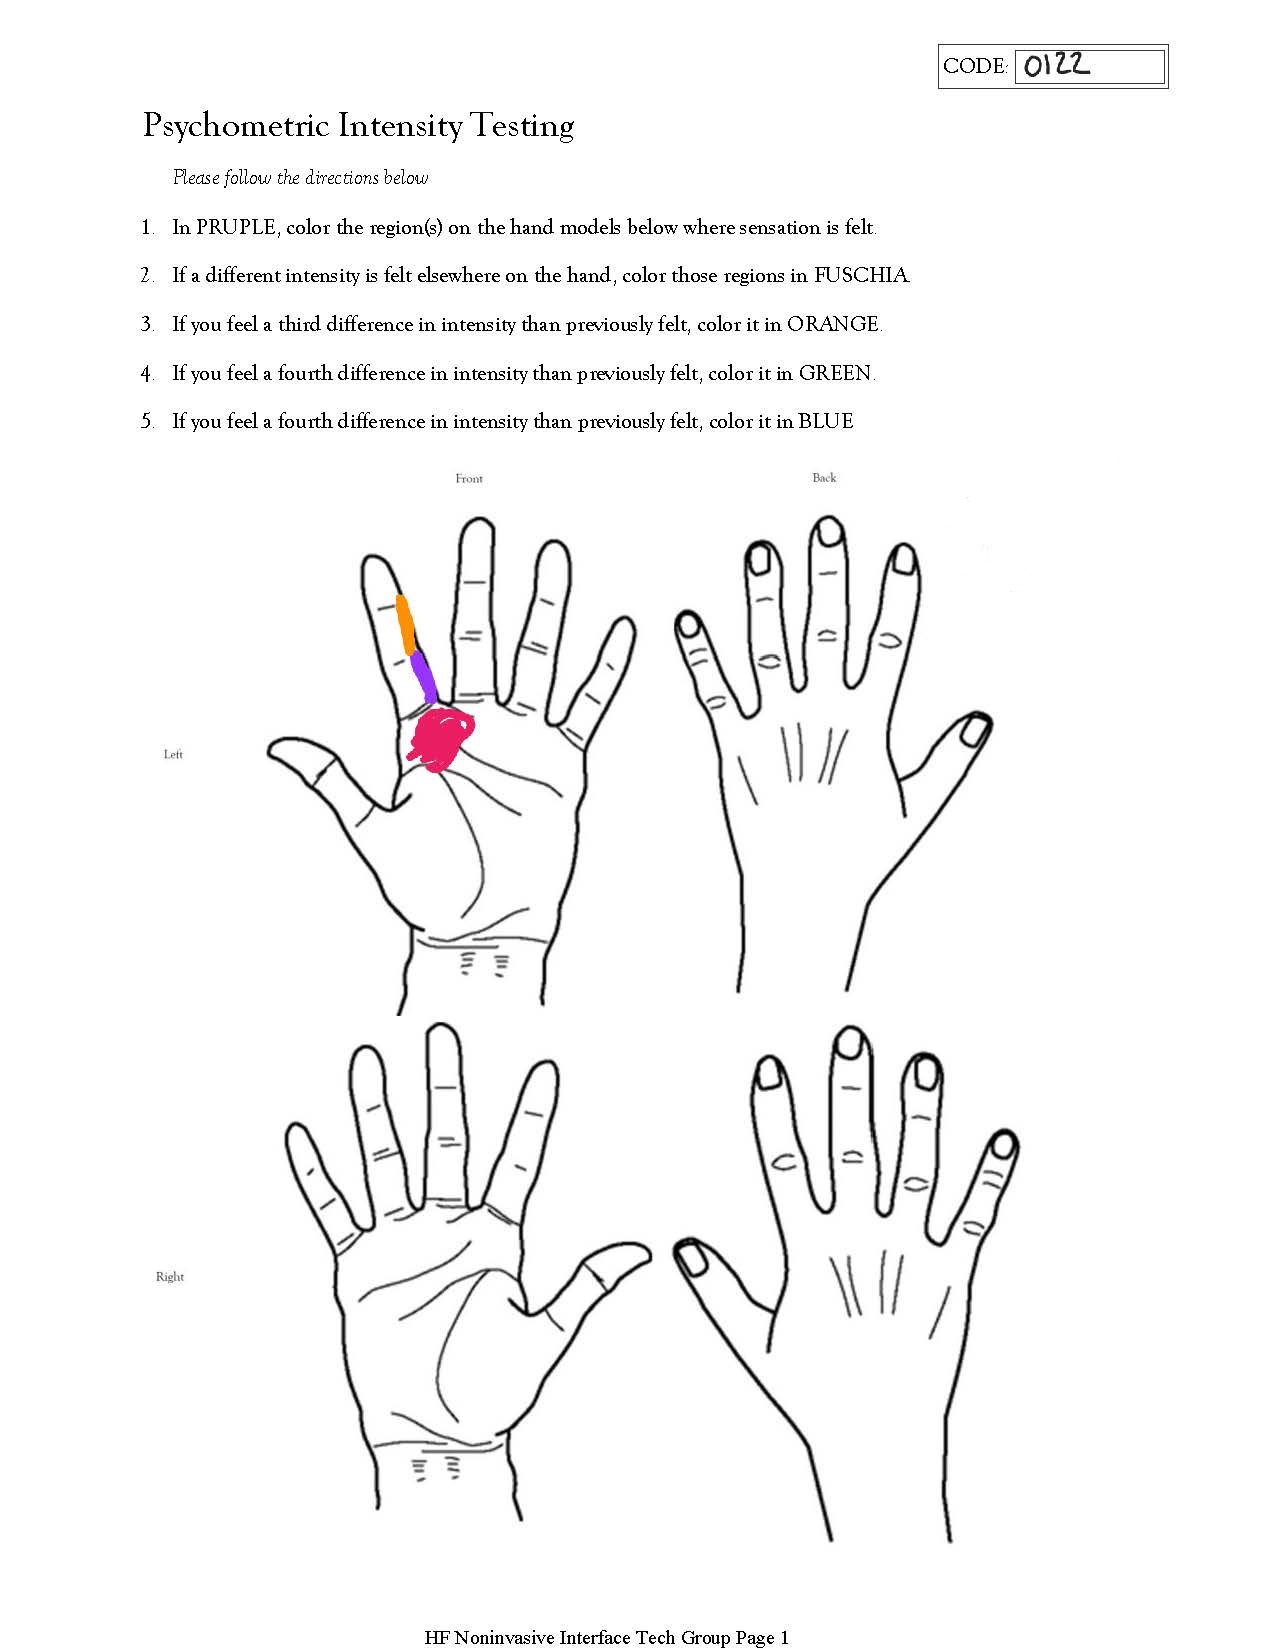 CODE: 0122
Psychometric Intensity Testing
Please follow the directions below
1. In PRUPLE, color the region(s) on the hand models below where sensation is felt.
2. If a different intensity is felt elsewhere on the hand, color those regions in FUSCHIA.
3. If you feel a third difference in intensity than previously felt, color it in ORANGE.
4. If you feel a fourth difference in intensity than previously felt, color it in GREEN.
5. If you feel a fourth difference in intensity than previously felt, color it in BLUE
Front Back
Left
Right
HF Noninvasive Interface Tech Group Page 1